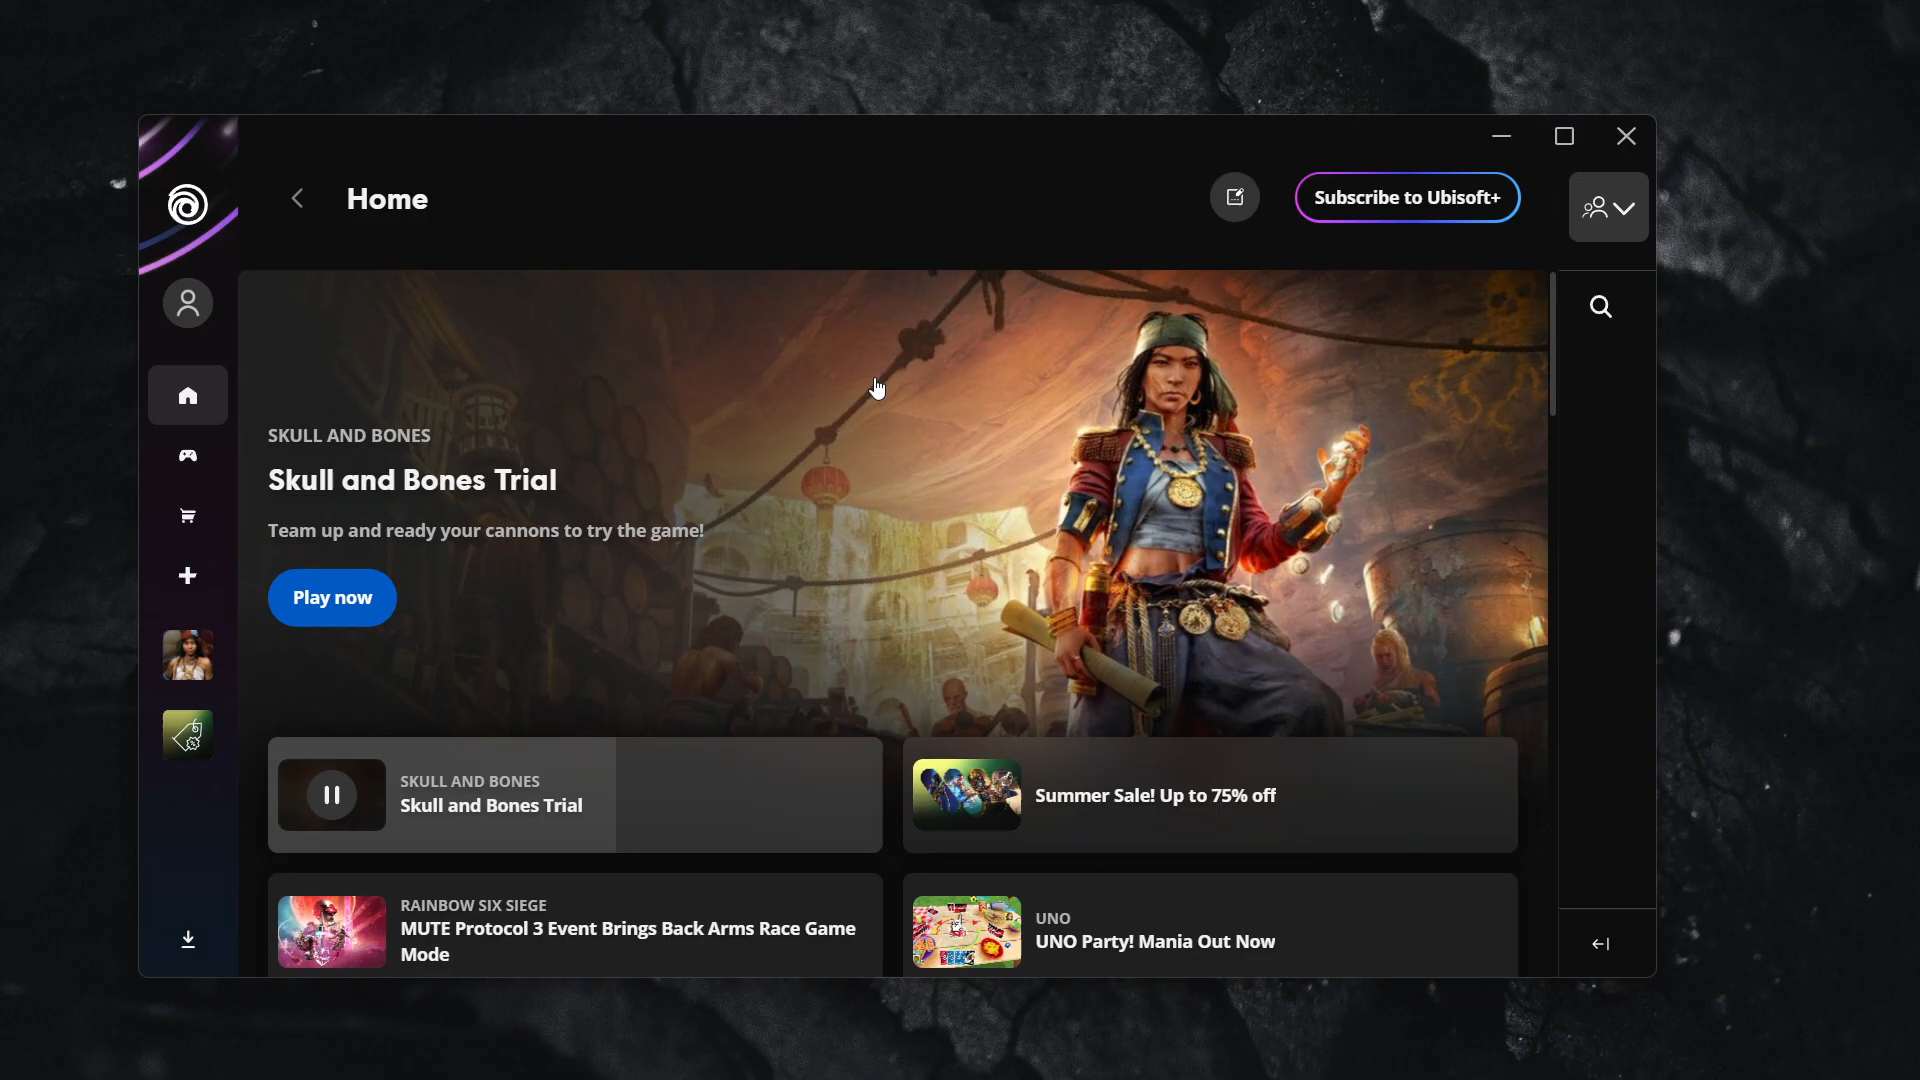 Home
Subscribe to Ubisoft+
SKULL AND BONES
Skull and Bones Trial
Team up and ready your cannons to try the game!
Play now
SKULL AND BONES
Skull and Bones Trial
Summer Sale! Up to 75% off
RAINBOW SIX SIEGE
MUTE Protocol 3 Event Brings Back Arms Race Game
Mode
UNO
UNO Party! Mania Out Now